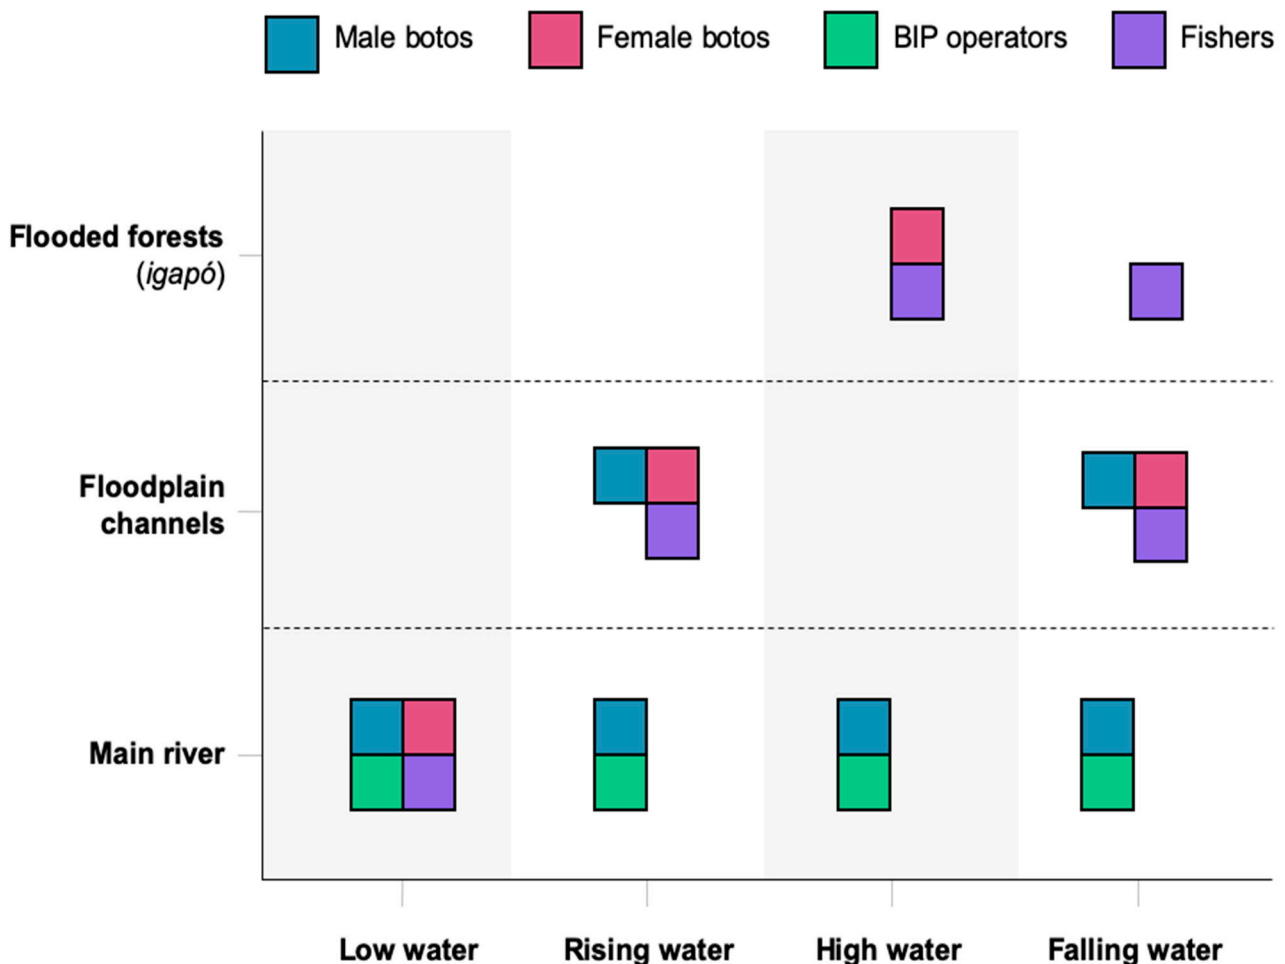 Male botos
Female botos
BIP operators
Fishers
Flooded forests
(igapó)
Floodplain
channels
Main river
Low water
Rising water
High water
Falling water